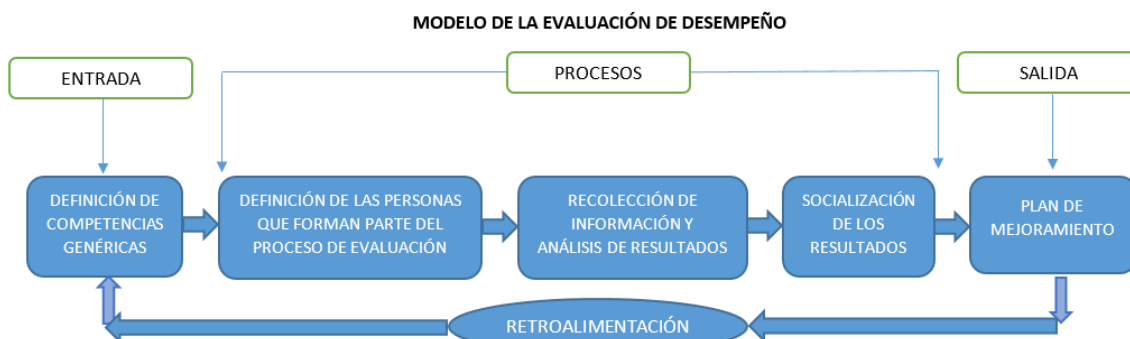 MODELO DE LA EVALUACIÓN DE DESEMPEÑO
ENTRADA
PROCESOS
SALIDA
DEFINICIÓN DE
COMPETENCIAS
GENÉRICAS
DEFINICIÓN DE LAS PERSONAS
QUE FORMAN PARTE DEL
PROCESO DE EVALUACIÓN
RECOLECCIÓN DE
INFORMACIÓN Y
ANÁLISIS DE RESULTADOS
SOCIALIZACIÓN
DE LOS
RESULTADOS
PLAN DE
MEJORAMIENTO
RETROALIMENTACIÓN